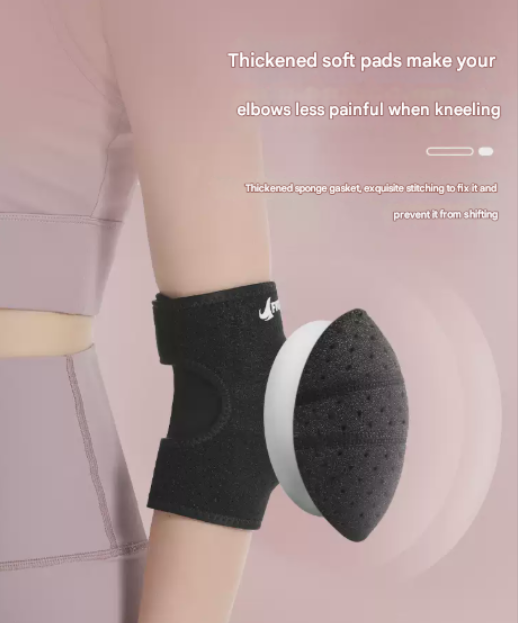 Thickened soft pads make your
elbows less painful when kneeling
Thickened sponge gasket, exquisite stitching to fix it and
prevent it from shifting